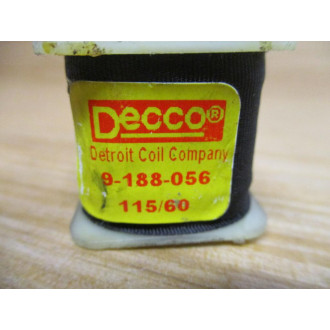 Decco®
Detroit Coil Company
9-188-056
115/60